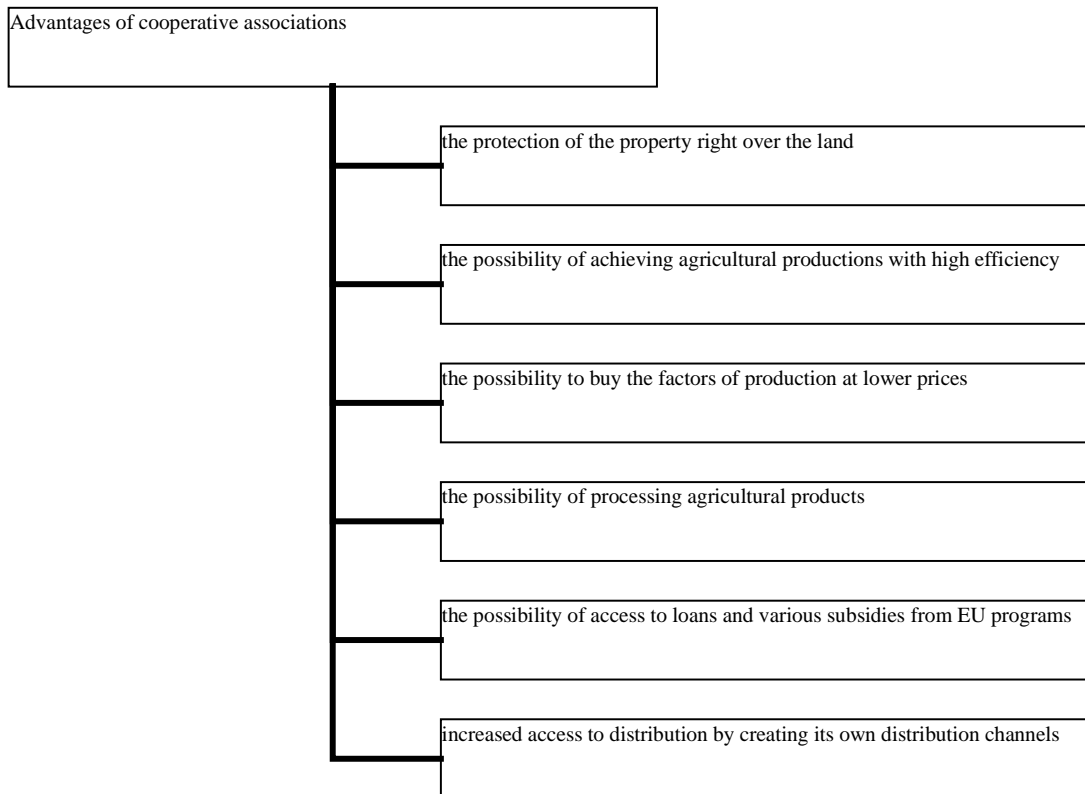 Advantages of cooperative associations
the protection of the property right over the land
the possibility of achieving agricultural productions with high efficiency
the possibility to buy the factors of production at lower prices
the possibility of processing agricultural products
the possibility of access to loans and various subsidies from EU programs
increased access to distribution by creating its own distribution channels